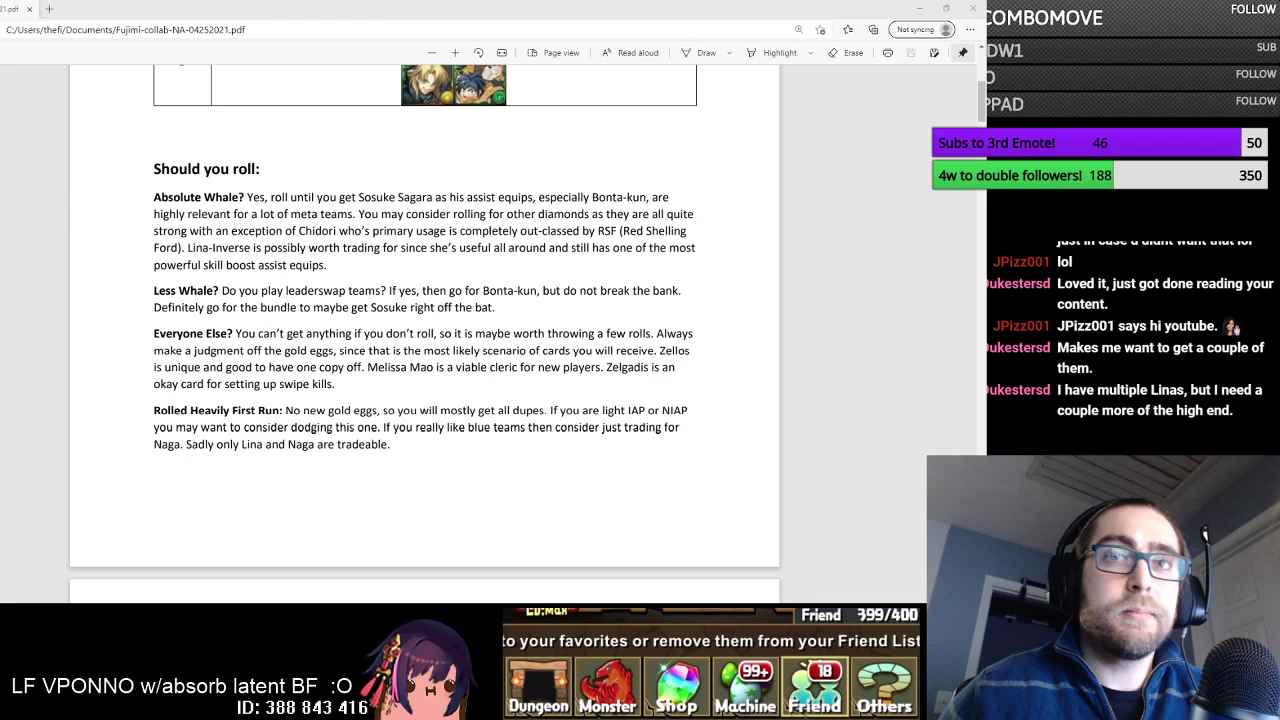 21.pdf
C:/Users/thefi/Documents/Fujimi-collab-NA-04252021.pdf
Not syncing
Page view
Read aloud
Draw
Highlight
Erase
Should you roll:
Absolute Whale? Yes, roll until you get Sosuke Sagara as his assist equips, especially Bonta-kun, are
highly relevant for a lot of meta teams. You may consider rolling for other diamonds as they are all quite
strong with an exception of Chidori who's primary usage is completely out-classed by RSF (Red Shelling
Ford). Lina-Inverse is possibly worth trading for since she's useful all around and still has one of the most
powerful skill boost assist equips.
Less Whale? Do you play leaderswap teams? If yes, then go for Bonta-kun, but do not break the bank.
Definitely go for the bundle to maybe get Sosuke right off the bat.
Everyone Else? You can't get anything if you don't roll, so it is maybe worth throwing a few rolls. Always
make a judgment off the gold eggs, since that is the most likely scenario of cards you will receive. Zellos
is unique and good to have one copy off. Melissa Mao is a viable cleric for new players. Zelgadis is an
okay card for setting up swipe kills.
Rolled Heavily First Run: No new gold eggs, so you will mostly get all dupes. If you are light IAP or NIAP
you may want to consider dodging this one. If you really like blue teams then consider just trading for
Naga. Sadly only Lina and Naga are tradeable.
COMBOMOVE FOLLOW
DW1 SUB
O FOLLOW
PPAD FOLLOW
Subs to 3rd Emote! 46 50
4w to double followers! 188 350
just in case a didnt want that lol
JPizz001 lol
Dukestersd Loved it, just got done reading your
content.
JPizz001 JPizz001 says hi youtube.
Dukestersd Makes me want to get a couple of
them.
Dukestersd I have multiple Linas, but I need a
couple more of the high end.
LF VPONNO w/absorb latent BF :O
ID: 388 843 416
Friend 399/400
to your favorites or remove them from your Friend List
99+ 18
Dungeon Monster Shop Machine Friend Others